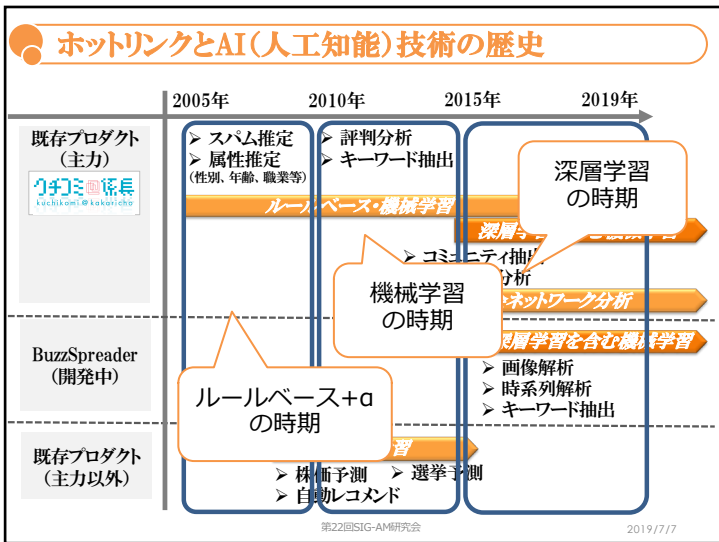 ホットリンクとAI(人工知能)技術の歴史
2005年
2010年
2015年
2019年
既存プロダクト
(主力)
クチコミ@係長
kuchikomi@kakaricho
➢ スパム推定
➢ 属性推定
(性別、年齢、職業等)
➢ 評判分析
➢ キーワード抽出
ルールベース・機械学習
深層学習
の時期
深層学
➢ コミュニティ抽出
分析
機械学習
の時期
ネットワーク分析
BuzzSpreader
(開発中)
深層学習を含む機械学習
➢ 画像解析
➢ 時系列解析
➢ キーワード抽出
ルールベース+α
の時期
既存プロダクト
(主力以外)
習
➢ 株価予測
➢ 選挙予測
➢ 自動レコメンド
第22回SIG-AM研究会
2019/7/7